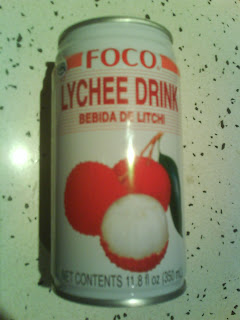 FOCO.
LYCHEE DRINK
BEBIDA DE LITCHI
NET CONTENTS 11.8 fl oz (350 mL